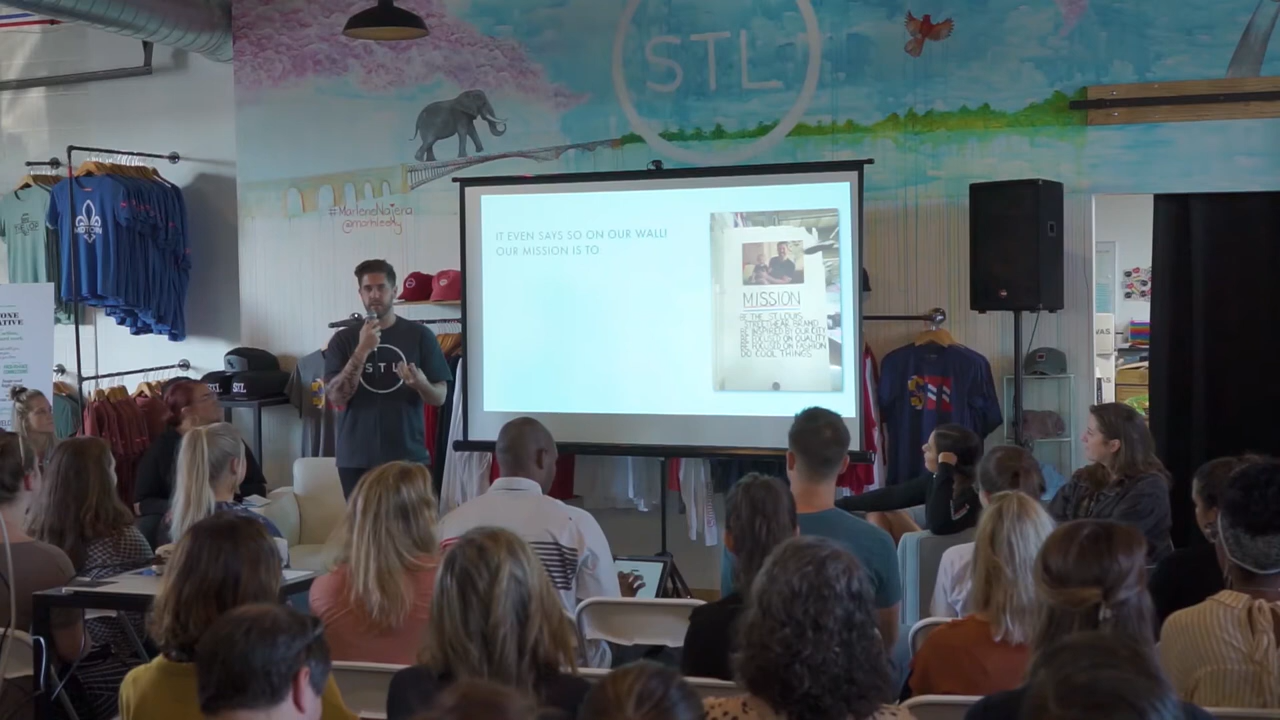 STL
#MarleneNajera
@markleeky
MIDTOWN
IT EVEN SAYS SO ON OUR WALL!
OUR MISSION IS TO
MISSION
BE THE ST. LOUIS
STREETWEAR BRAND
BE INSPIRED BY OUR CITY
BE FOCUSED ON QUALITY
BE FOCUSED ON FASHION
DO COOL THINGS
STL
STL